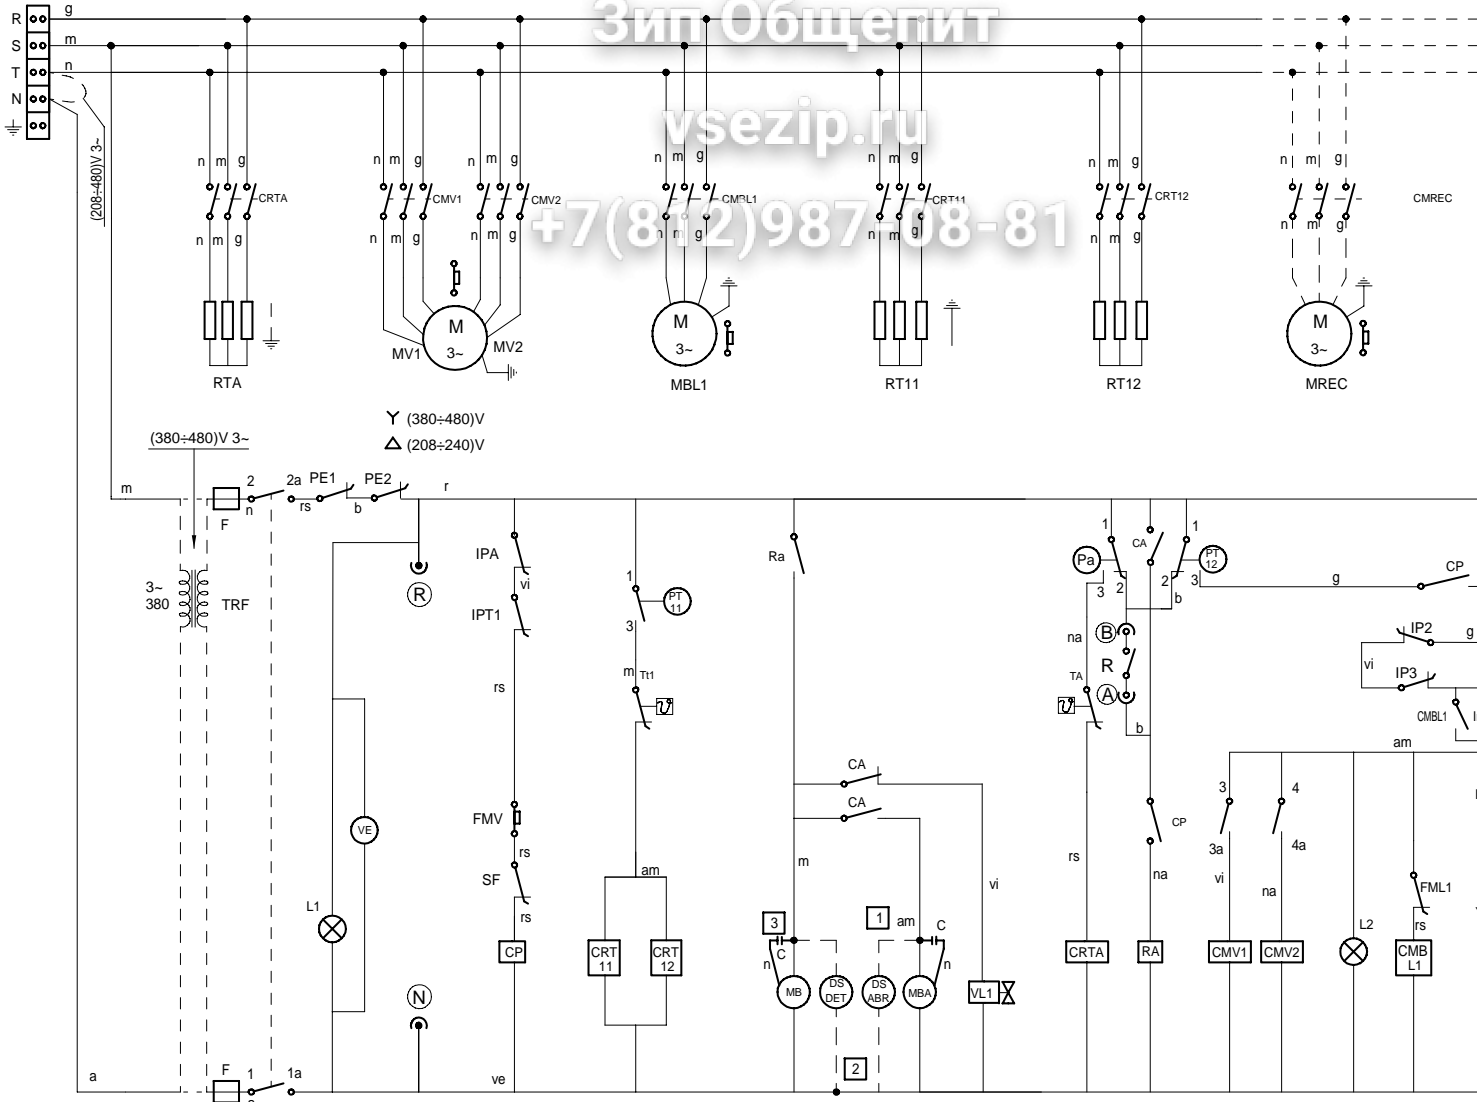 Зип Общепит
vsezip.ru
+7(812)987-08-81
R g
S m
T n
N
(208÷480)V 3~
n m g
n m g
n m g
n m g
n m g
n m g
n m g
CRTA
CMV1
CMV2
CMBL1
CRT11
CRT12
CMREC
n m g
n m g
n m g
n m g
n m g
n m g
n m g
M
3~
M
3~
M
3~
MV1
MV2
RTA
MBL1
RT11
RT12
MREC
(380÷480)V
(208÷240)V
(380÷480)V 3~
m
2
2a
PE1
PE2
r
F
n
rs
b
3~
380
TRF
R
IPA
vi
IPT1
1
PT
11
3
rs
m
Tt1
Ra
1
CA
1
Pa
3
2
2
3
PT
12
b
g
CP
na
B
R
A
TA
b
IP2
g
vi
IP3
CMBL1
am
CA
CA
VE
FMV
rs
SF
rs
CP
am
CRT
11
CRT
12
m
vi
3
C
n
1
am
C
n
MB
DS
DET
DS
ABR
MBA
VL1
2
CP
rs
na
3
3a
vi
4
4a
na
FML1
rs
L1
L2
CRTA
RA
CMV1
CMV2
CMB
L1
N
a
F
1
1a
ve